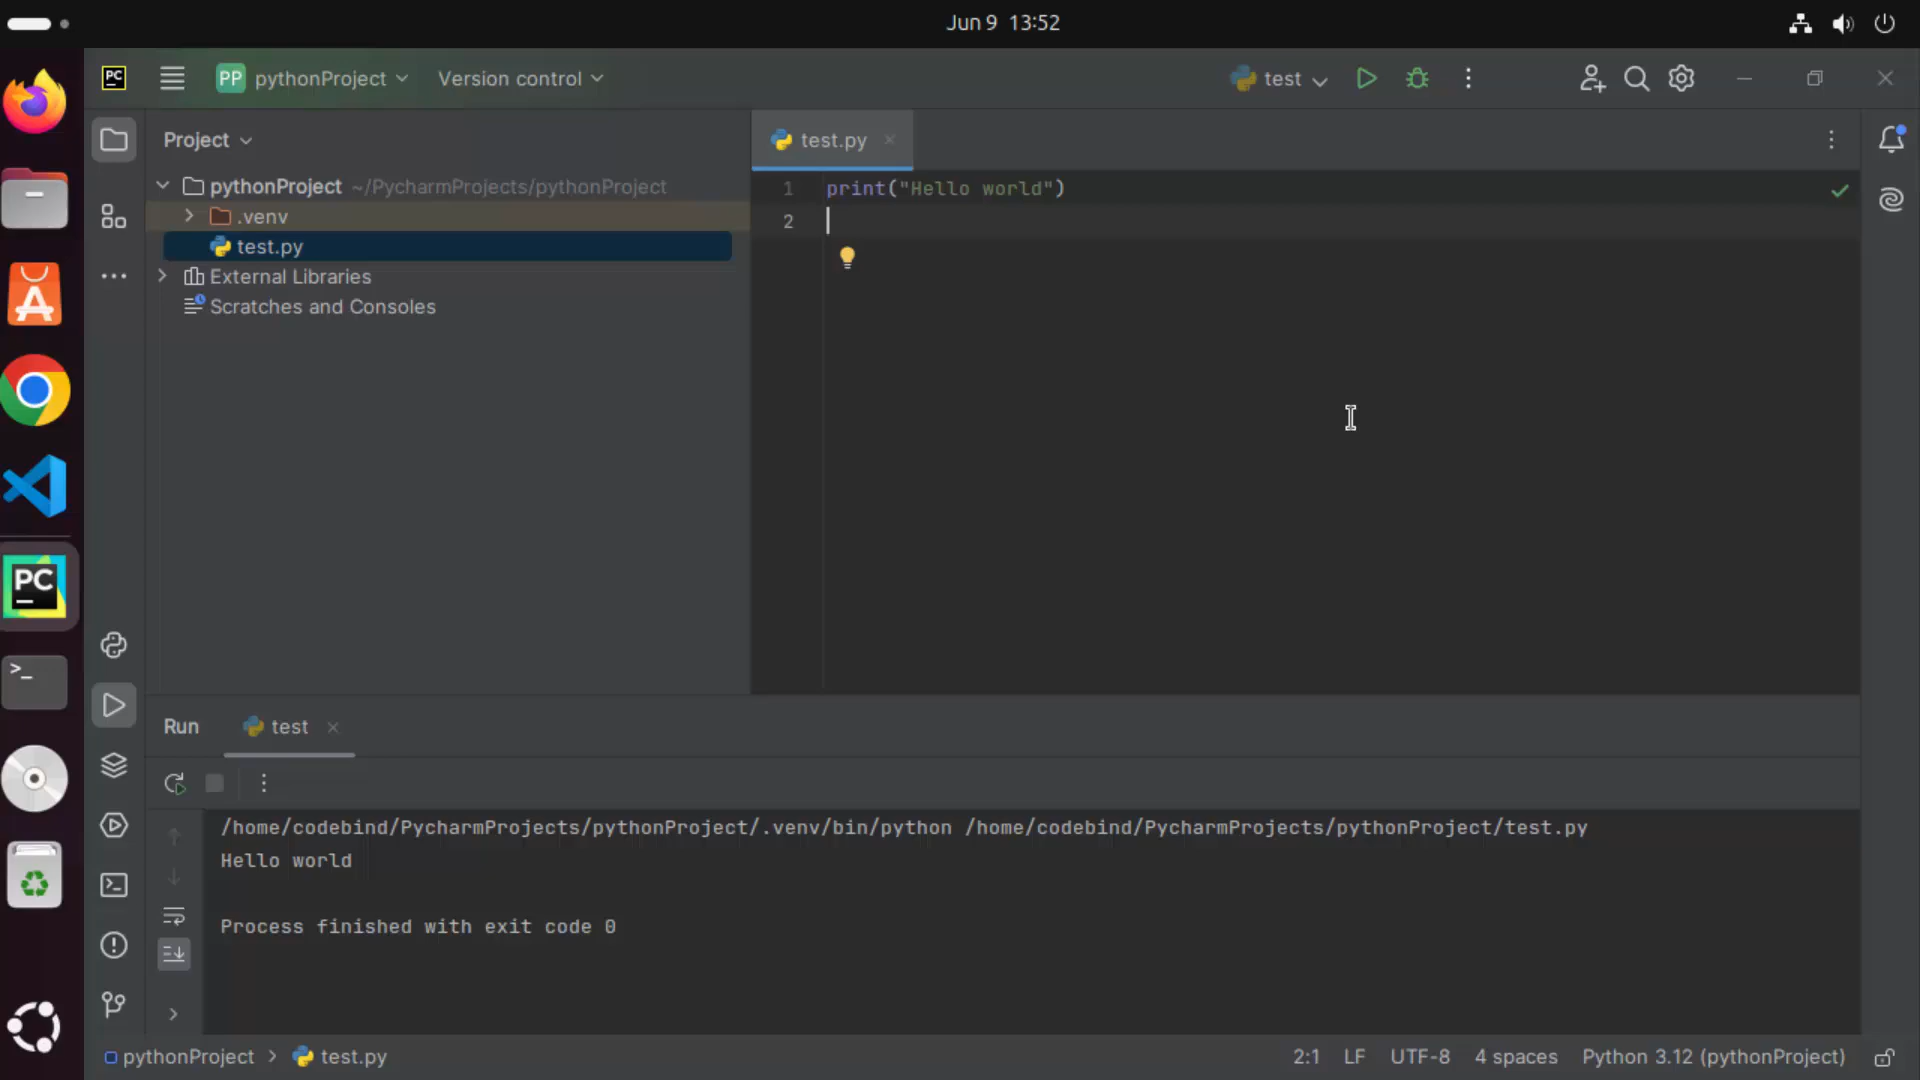 Jun 9 13:52
PC
PP pythonProject
Version control
test
Project
test.py
pythonProject ~/PycharmProjects/pythonProject
.venv
test.py
External Libraries
Scratches and Consoles
1 print("Hello world")
2
PC
>_
Run
test
/home/codebind/PycharmProjects/pythonProject/.venv/bin/python /home/codebind/PycharmProjects/pythonProject/test.py
Hello world
Process finished with exit code 0
pythonProject > test.py
2:1 LF UTF-8 4 spaces Python 3.12 (pythonProject)